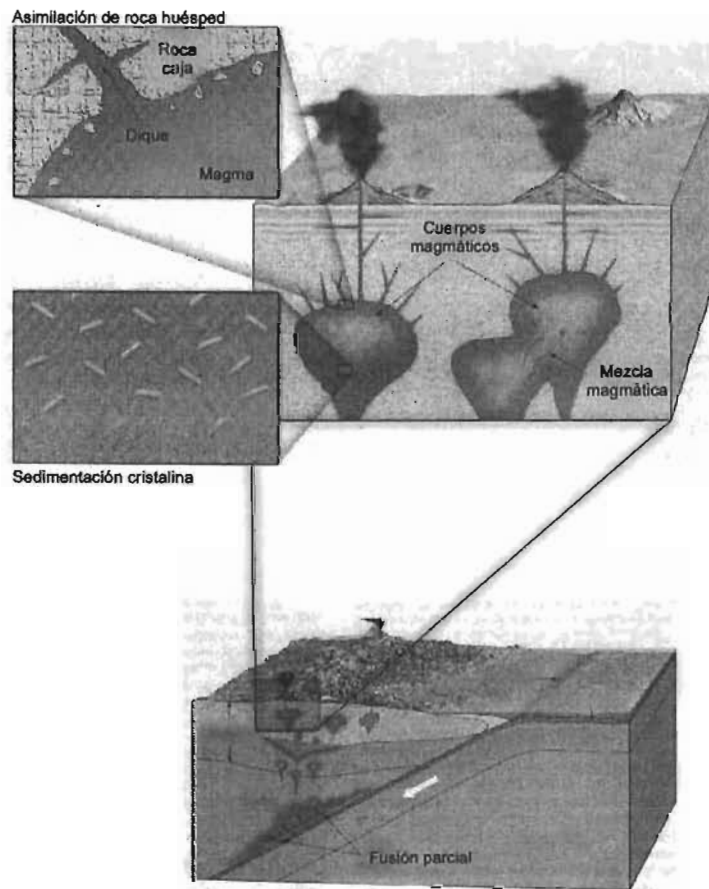 Asimilación de roca huésped
Roca
caja
Dique
Magma
Cuerpos
magmáticos
Mezcla
magmática
Sedimentación cristalina
Fusión parcial